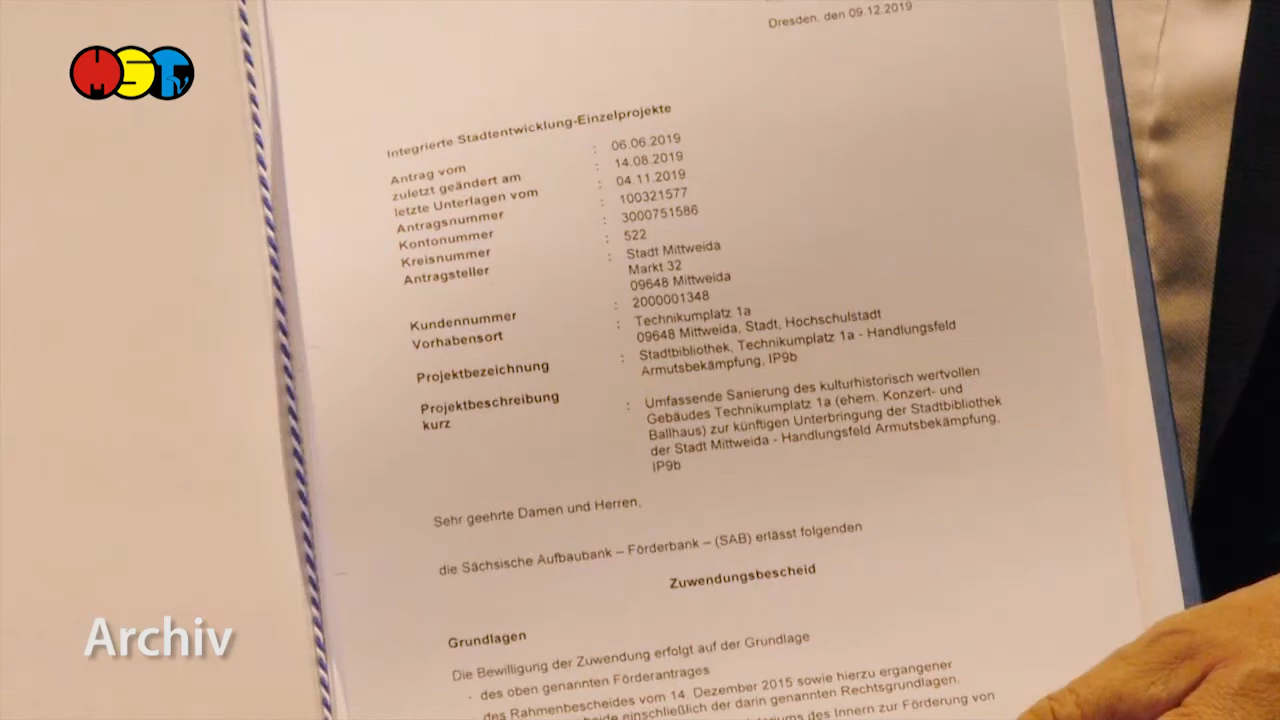 MSTV
Dresden, den 09.12.2019
Integrierte Stadtentwicklung-Einzelprojekte
Antrag vom : 06.06.2019
zuletzt geändert am : 14.08.2019
letzte Unterlagen vom : 04.11.2019
Antragsnummer : 100321577
Kontonummer : 3000751586
Kreisnummer : 522
Antragsteller : Stadt Mittweida
Markt 32
09648 Mittweida
Kundennummer : 2000001348
Vorhabensort : Technikumplatz 1a
09648 Mittweida, Stadt, Hochschulstadt
Projektbezeichnung : Stadtbibliothek, Technikumplatz 1a - Handlungsfeld
Armutsbekämpfung, IP9b
Projektbeschreibung : Umfassende Sanierung des kulturhistorisch wertvollen
kurz Gebäudes Technikumplatz 1a (ehem. Konzert- und
Ballhaus) zur künftigen Unterbringung der Stadtbibliothek
der Stadt Mittweida - Handlungsfeld Armutsbekämpfung,
IP9b
Sehr geehrte Damen und Herren,
die Sächsische Aufbaubank – Förderbank – (SAB) erlässt folgenden
Zuwendungsbescheid
Grundlagen
Die Bewilligung der Zuwendung erfolgt auf der Grundlage
- des oben genannten Förderantrages
des Rahmenbescheides vom 14. Dezember 2015 sowie hierzu ergangener
einschließlich der darin genannten Rechtsgrundlagen,
des Innern zur Förderung von
Archiv